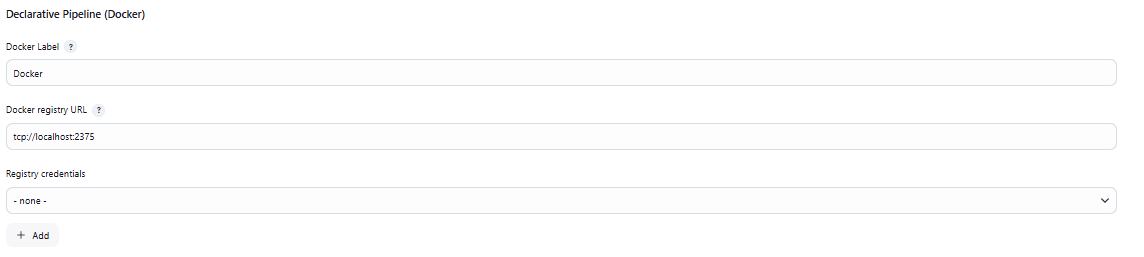 Declarative Pipeline (Docker)
Docker Label ?
Docker
Docker registry URL ?
tcp://localhost:2375
Registry credentials
- none -
+ Add